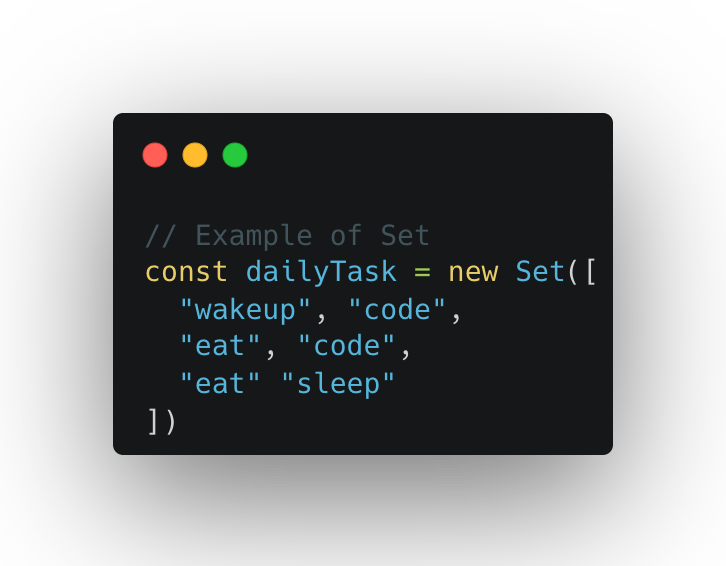 // Example of Set
const dailyTask = new Set([
  "wakeup", "code",
  "eat", "code",
  "eat" "sleep"
])